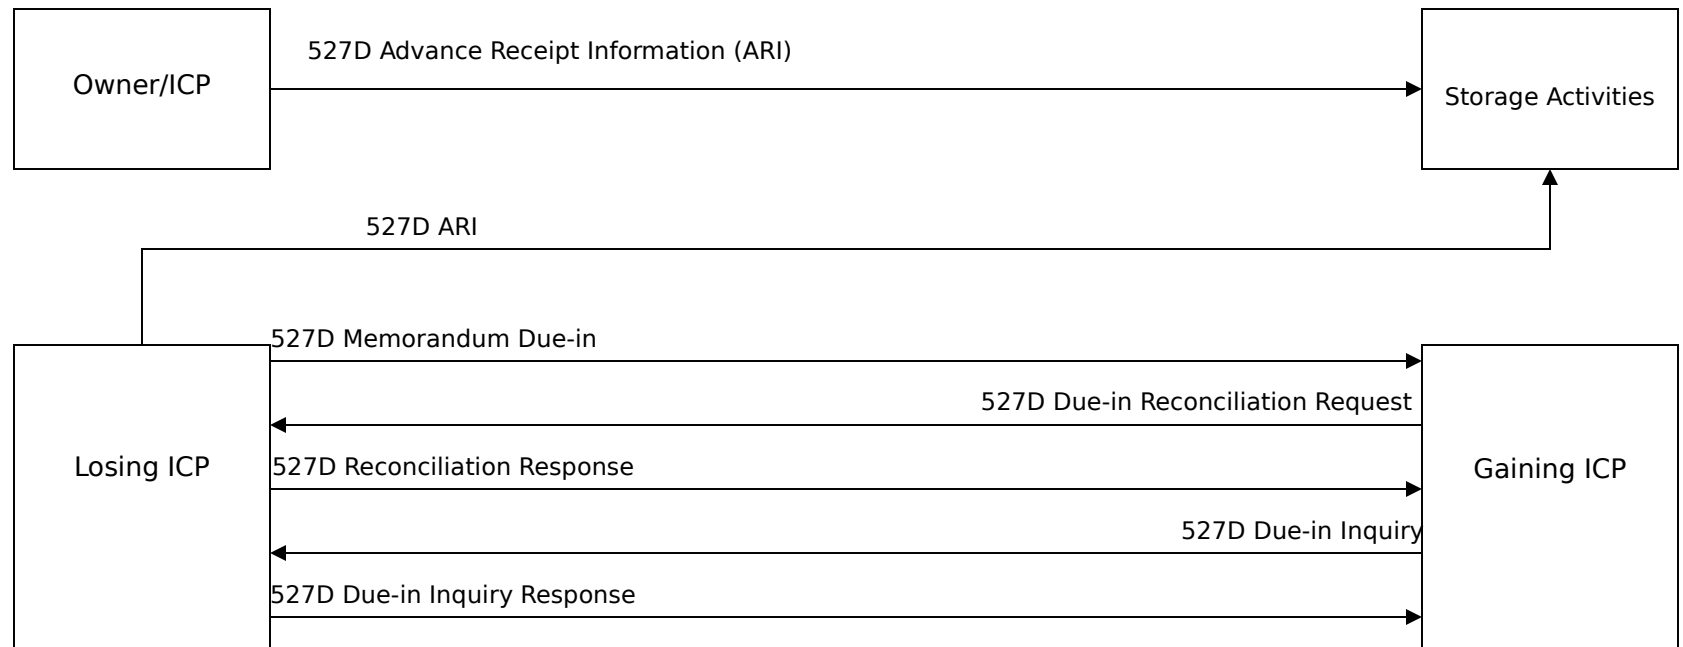 527D Advance Receipt Information (ARI)
Owner/ICP
Storage Activities
527D ARI
527D Memorandum Due-in
527D Due-in Reconciliation Request
Losing ICP
527D Reconciliation Response
Gaining ICP
527D Due-in Inquiry
527D Due-in Inquiry Response